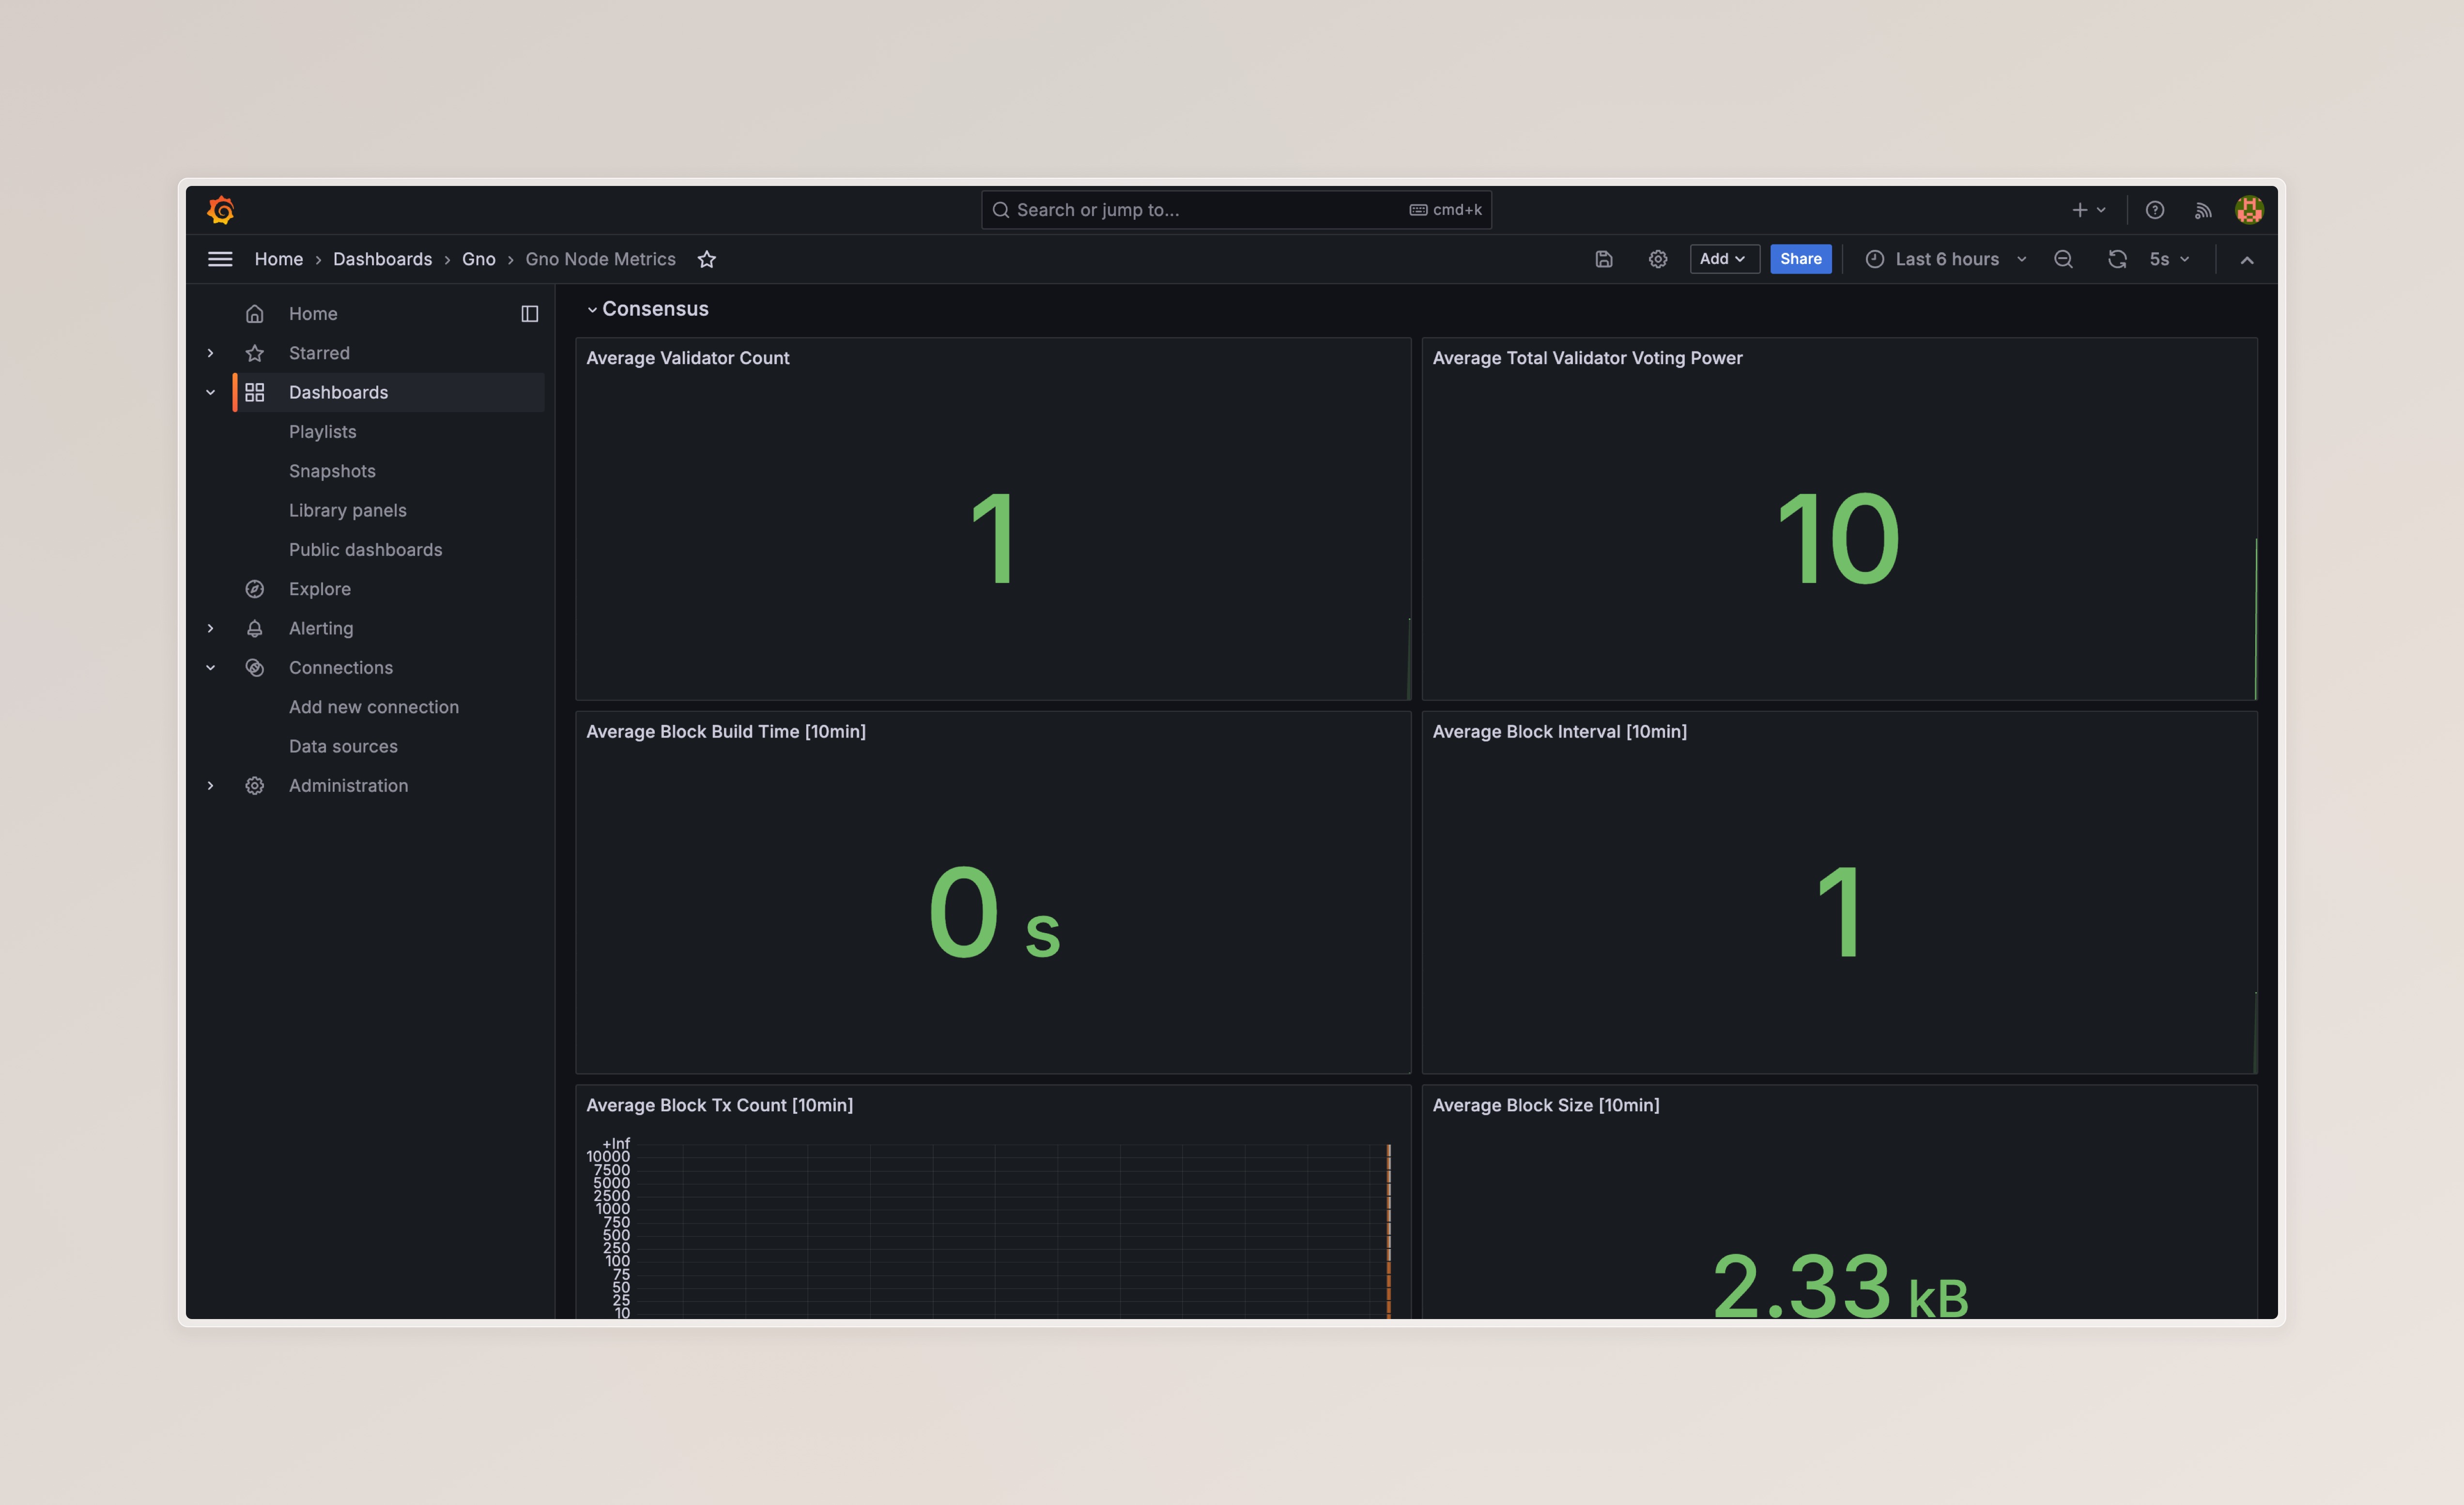 Search or jump to... cmd+k
Home › Dashboards › Gno › Gno Node Metrics
Add
Share
Last 6 hours
5s
Home
Starred
Dashboards
Playlists
Snapshots
Library panels
Public dashboards
Explore
Alerting
Connections
Add new connection
Data sources
Administration
Consensus
Average Validator Count
1
Average Total Validator Voting Power
10
Average Block Build Time [10min]
0 s
Average Block Interval [10min]
1
Average Block Tx Count [10min]
+Inf
10000
7500
5000
2500
1000
750
500
250
100
75
50
25
10
Average Block Size [10min]
2.33 kB